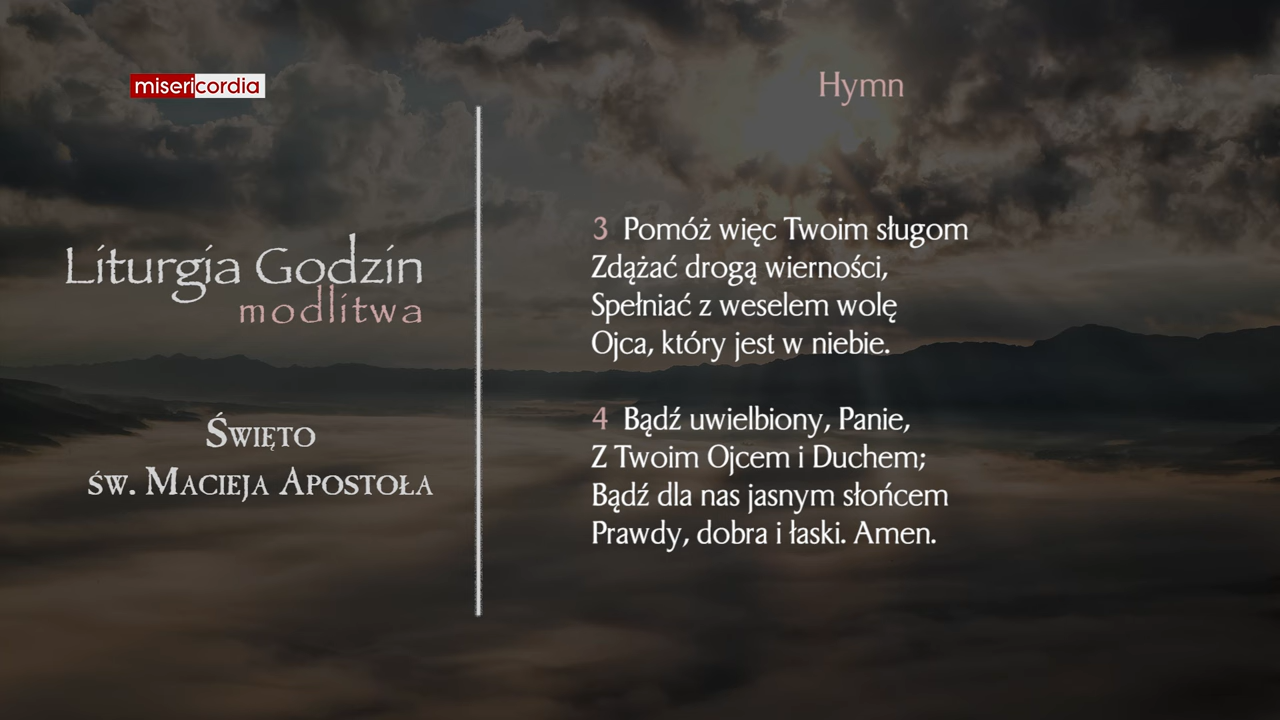 misericordia
Liturgia Godzin
modlitwa
Święto
św. Macieja Apostoła
Hymn
3 Pomóż więc Twoim sługom
Zdążać drogą wierności,
Spełniać z weselem wolę
Ojca, który jest w niebie.
4 Bądź uwielbiony, Panie,
Z Twoim Ojcem i Duchem;
Bądź dla nas jasnym słońcem
Prawdy, dobra i łaski. Amen.